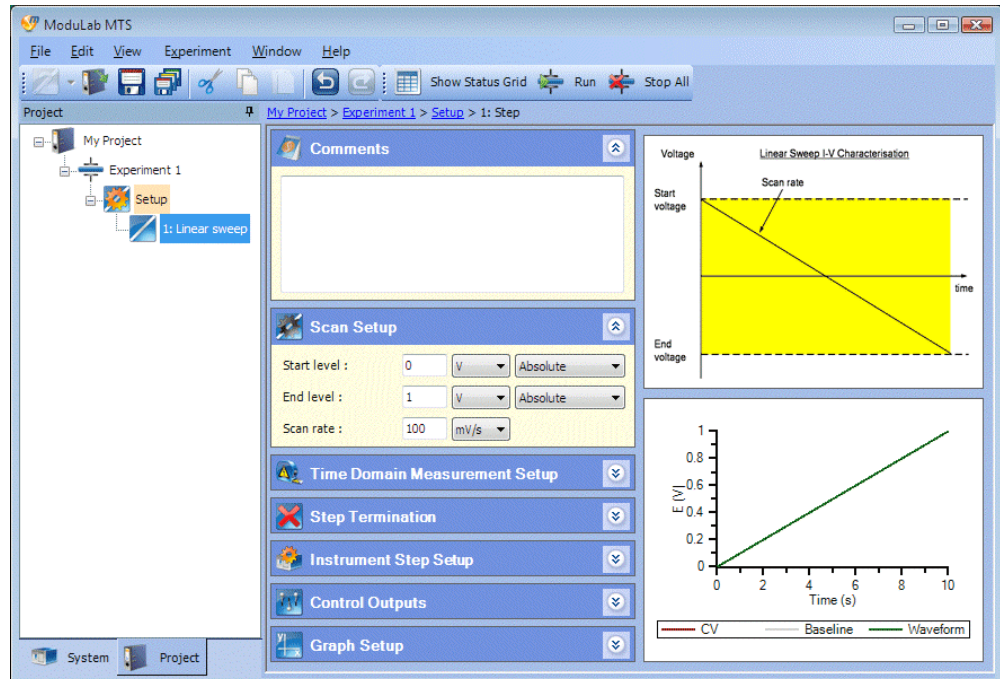 ModuLab MTS
File Edit View Experiment Window Help
Show Status Grid Run Stop All
Project
My Project > Experiment 1 > Setup > 1: Step
My Project
Experiment 1
Setup
1: Linear sweep
Comments
Scan Setup
Start level : 0 V Absolute
End level : 1 V Absolute
Scan rate : 100 mV/s
Time Domain Measurement Setup
Step Termination
Instrument Step Setup
Control Outputs
Graph Setup
Voltage
Linear Sweep I-V Characterisation
Scan rate
Start
voltage
time
End
voltage
1
0.8
0.6
0.4
0.2
0
E (V)
0 2 4 6 8 10
Time (s)
CV Baseline Waveform
System Project